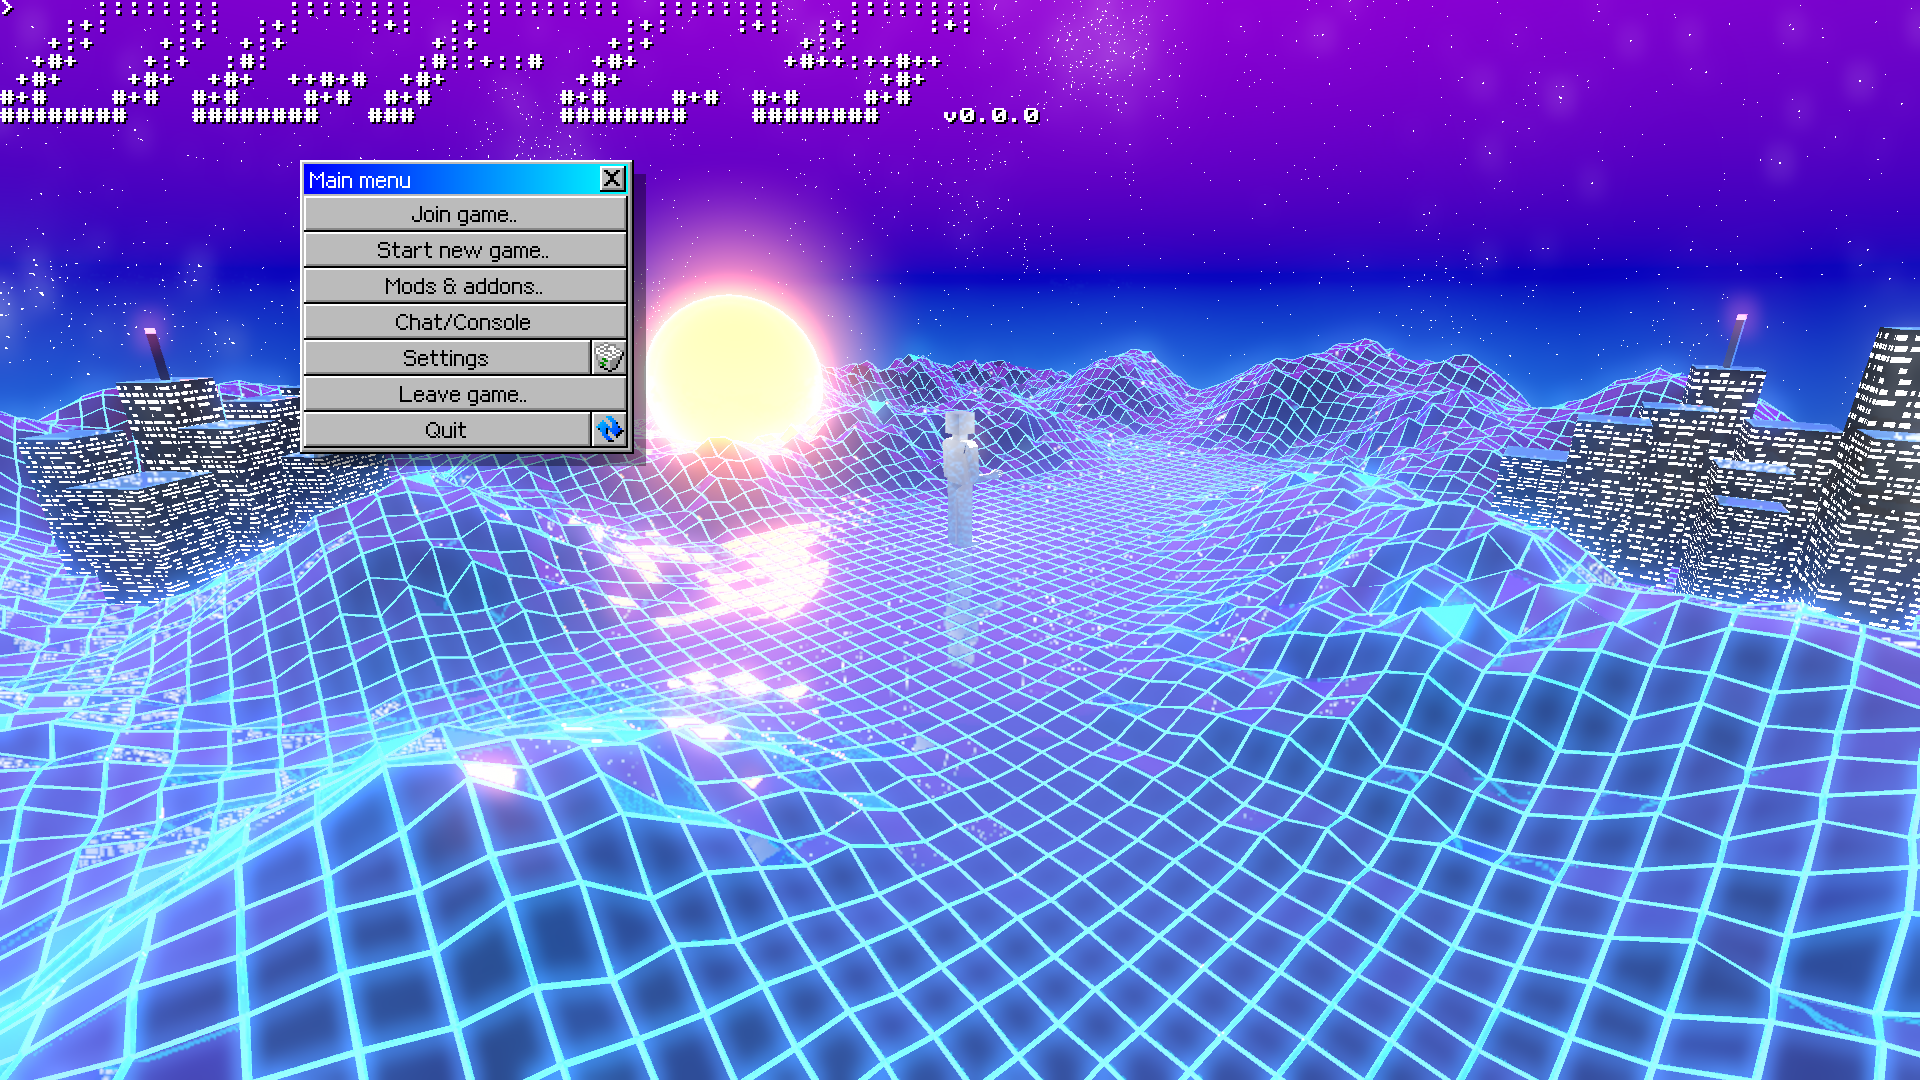 >
v0.0.0
Main menu
Join game..
Start new game..
Mods & addons..
Chat/Console
Settings
Leave game..
Quit